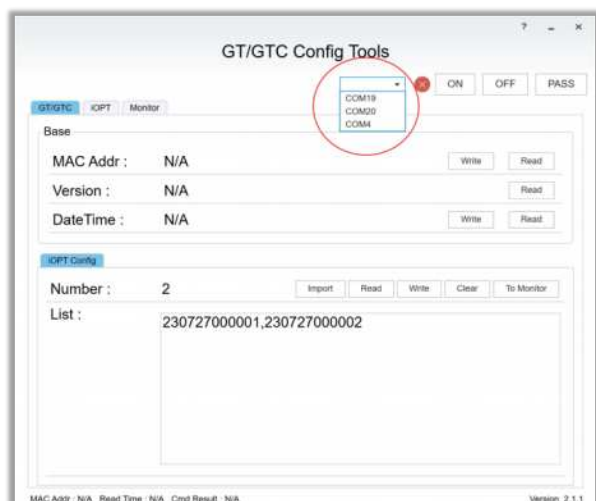 ? – ×
GT/GTC Config Tools
ON OFF PASS
COM19
COM20
COM4
GT/GTC iOPT Monitor
Base
MAC Addr : N/A Write Read
Version : N/A Read
DateTime : N/A Write Read
iOPT Config
Number : 2 Import Read Write Clear To Monitor
List :
230727000001,230727000002
MAC Addr : N/A Read Time : N/A Cmd Result : N/A Version 2.1.1